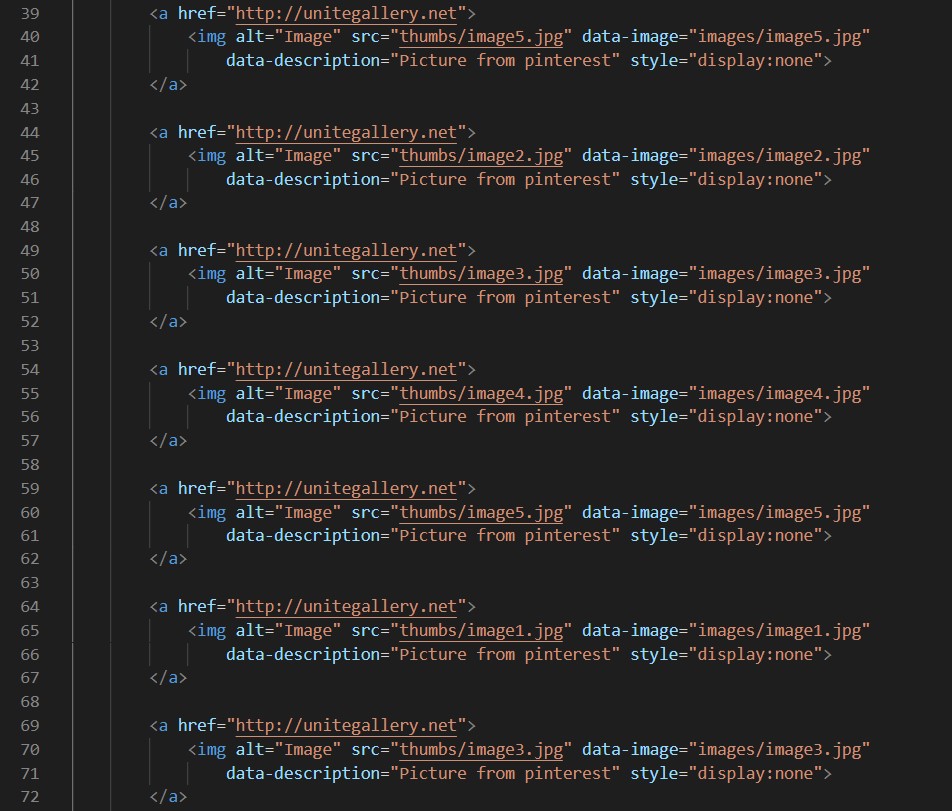 39 <a href="http://unitegallery.net">
40 <img alt="Image" src="thumbs/image5.jpg" data-image="images/image5.jpg"
41 data-description="Picture from pinterest" style="display:none">
42 </a>
43
44 <a href="http://unitegallery.net">
45 <img alt="Image" src="thumbs/image2.jpg" data-image="images/image2.jpg"
46 data-description="Picture from pinterest" style="display:none">
47 </a>
48
49 <a href="http://unitegallery.net">
50 <img alt="Image" src="thumbs/image3.jpg" data-image="images/image3.jpg"
51 data-description="Picture from pinterest" style="display:none">
52 </a>
53
54 <a href="http://unitegallery.net">
55 <img alt="Image" src="thumbs/image4.jpg" data-image="images/image4.jpg"
56 data-description="Picture from pinterest" style="display:none">
57 </a>
58
59 <a href="http://unitegallery.net">
60 <img alt="Image" src="thumbs/image5.jpg" data-image="images/image5.jpg"
61 data-description="Picture from pinterest" style="display:none">
62 </a>
63
64 <a href="http://unitegallery.net">
65 <img alt="Image" src="thumbs/image1.jpg" data-image="images/image1.jpg"
66 data-description="Picture from pinterest" style="display:none">
67 </a>
68
69 <a href="http://unitegallery.net">
70 <img alt="Image" src="thumbs/image3.jpg" data-image="images/image3.jpg"
71 data-description="Picture from pinterest" style="display:none">
72 </a>